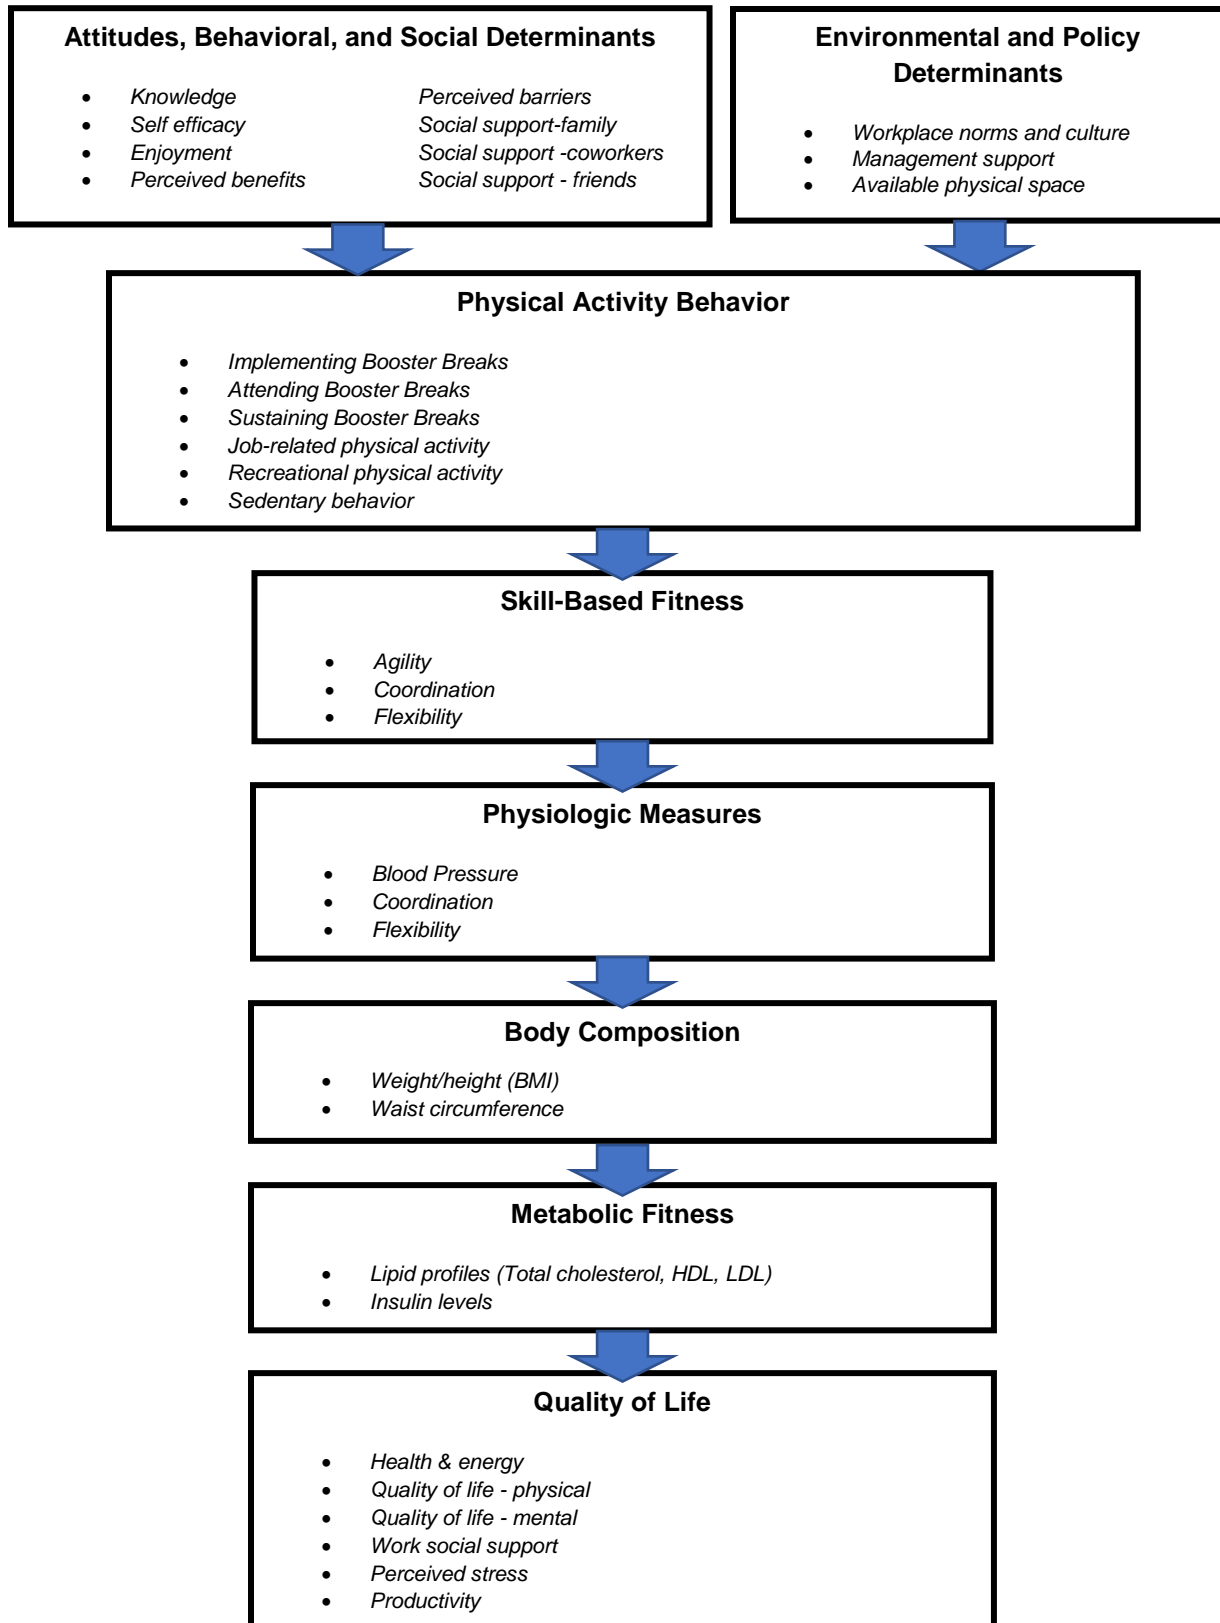 Attitudes, Behavioral, and Social Determinants
• Knowledge Perceived barriers
• Self efficacy Social support-family
• Enjoyment Social support -coworkers
• Perceived benefits Social support - friends
Environmental and Policy
Determinants
• Workplace norms and culture
• Management support
• Available physical space
Physical Activity Behavior
• Implementing Booster Breaks
• Attending Booster Breaks
• Sustaining Booster Breaks
• Job-related physical activity
• Recreational physical activity
• Sedentary behavior
Skill-Based Fitness
• Agility
• Coordination
• Flexibility
Physiologic Measures
• Blood Pressure
• Coordination
• Flexibility
Body Composition
• Weight/height (BMI)
• Waist circumference
Metabolic Fitness
• Lipid profiles (Total cholesterol, HDL, LDL)
• Insulin levels
Quality of Life
• Health & energy
• Quality of life - physical
• Quality of life - mental
• Work social support
• Perceived stress
• Productivity